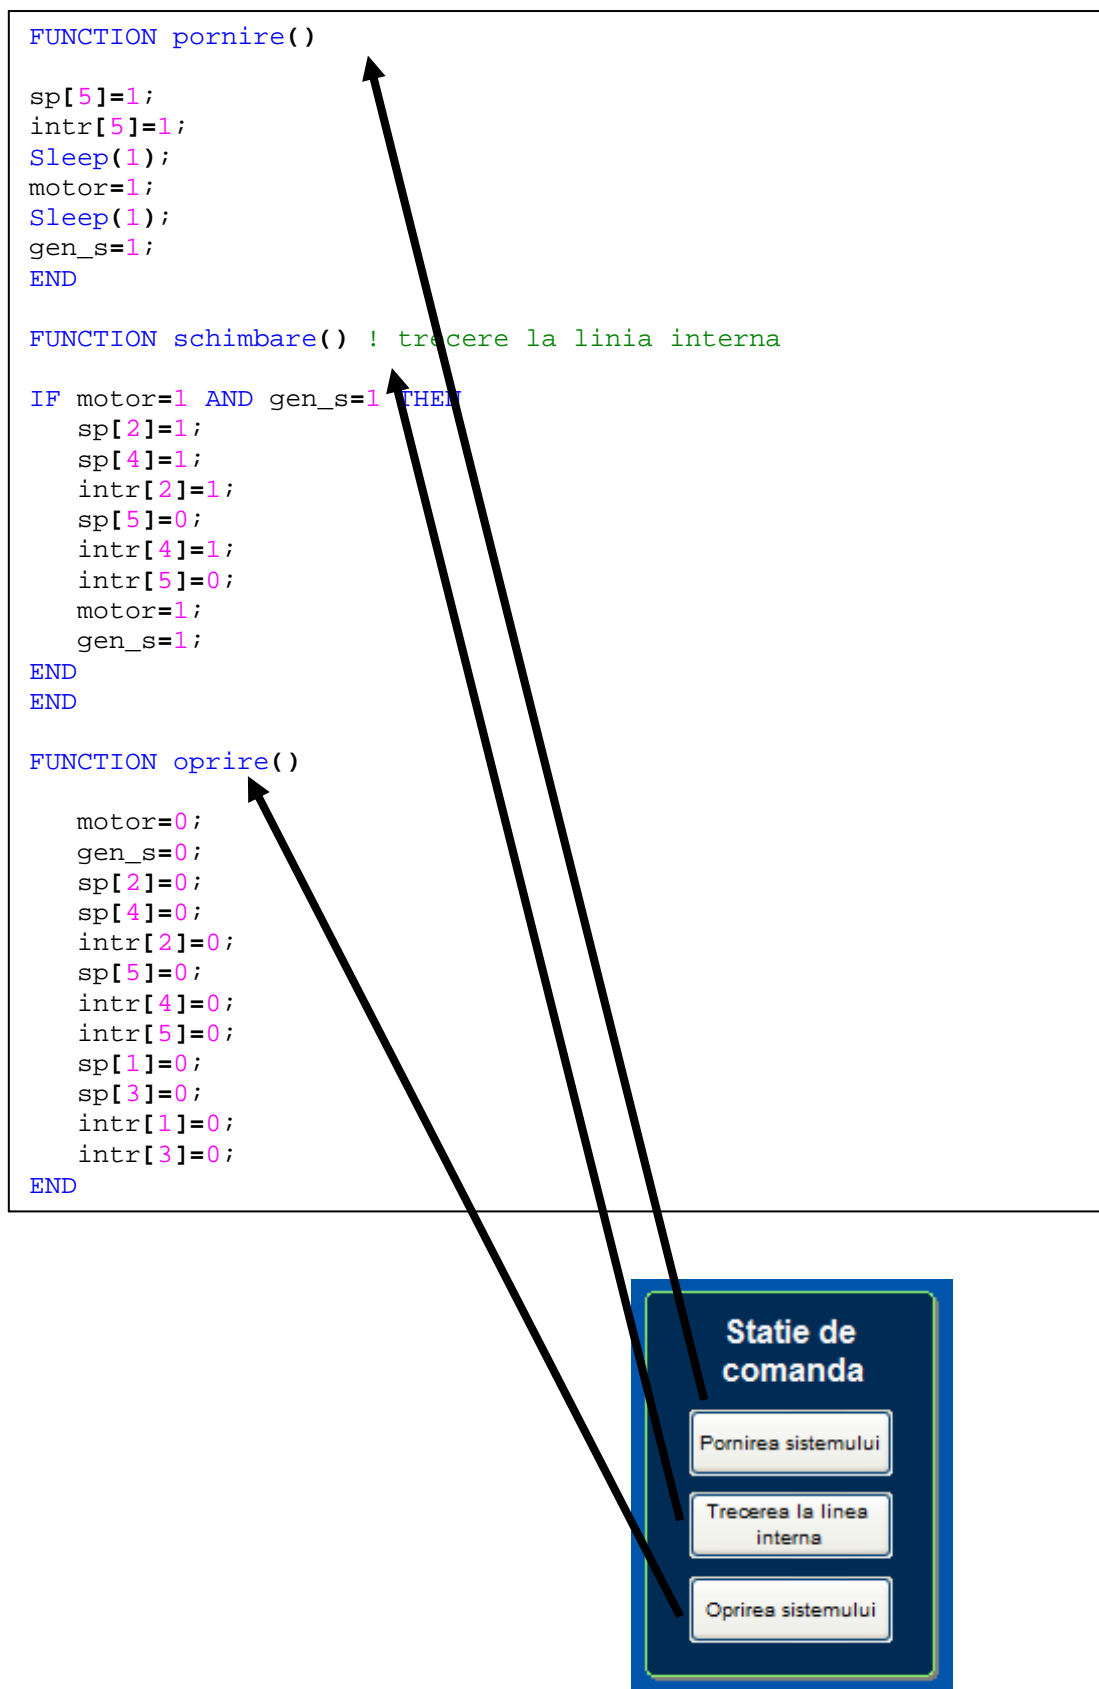 FUNCTION pornire()
sp[5]=1;
intr[5]=1;
Sleep(1);
motor=1;
Sleep(1);
gen_s=1;
END
FUNCTION schimbare() ! trecere la linia interna
IF motor=1 AND gen_s=1 THEN
sp[2]=1;
sp[4]=1;
intr[2]=1;
sp[5]=0;
intr[4]=1;
intr[5]=0;
motor=1;
gen_s=1;
END
END
FUNCTION oprire()
motor=0;
gen_s=0;
sp[2]=0;
sp[4]=0;
intr[2]=0;
sp[5]=0;
intr[4]=0;
intr[5]=0;
sp[1]=0;
sp[3]=0;
intr[1]=0;
intr[3]=0;
END
Statie de
comanda
Pornirea sistemului
Trecerea la linea
interna
Oprirea sistemului